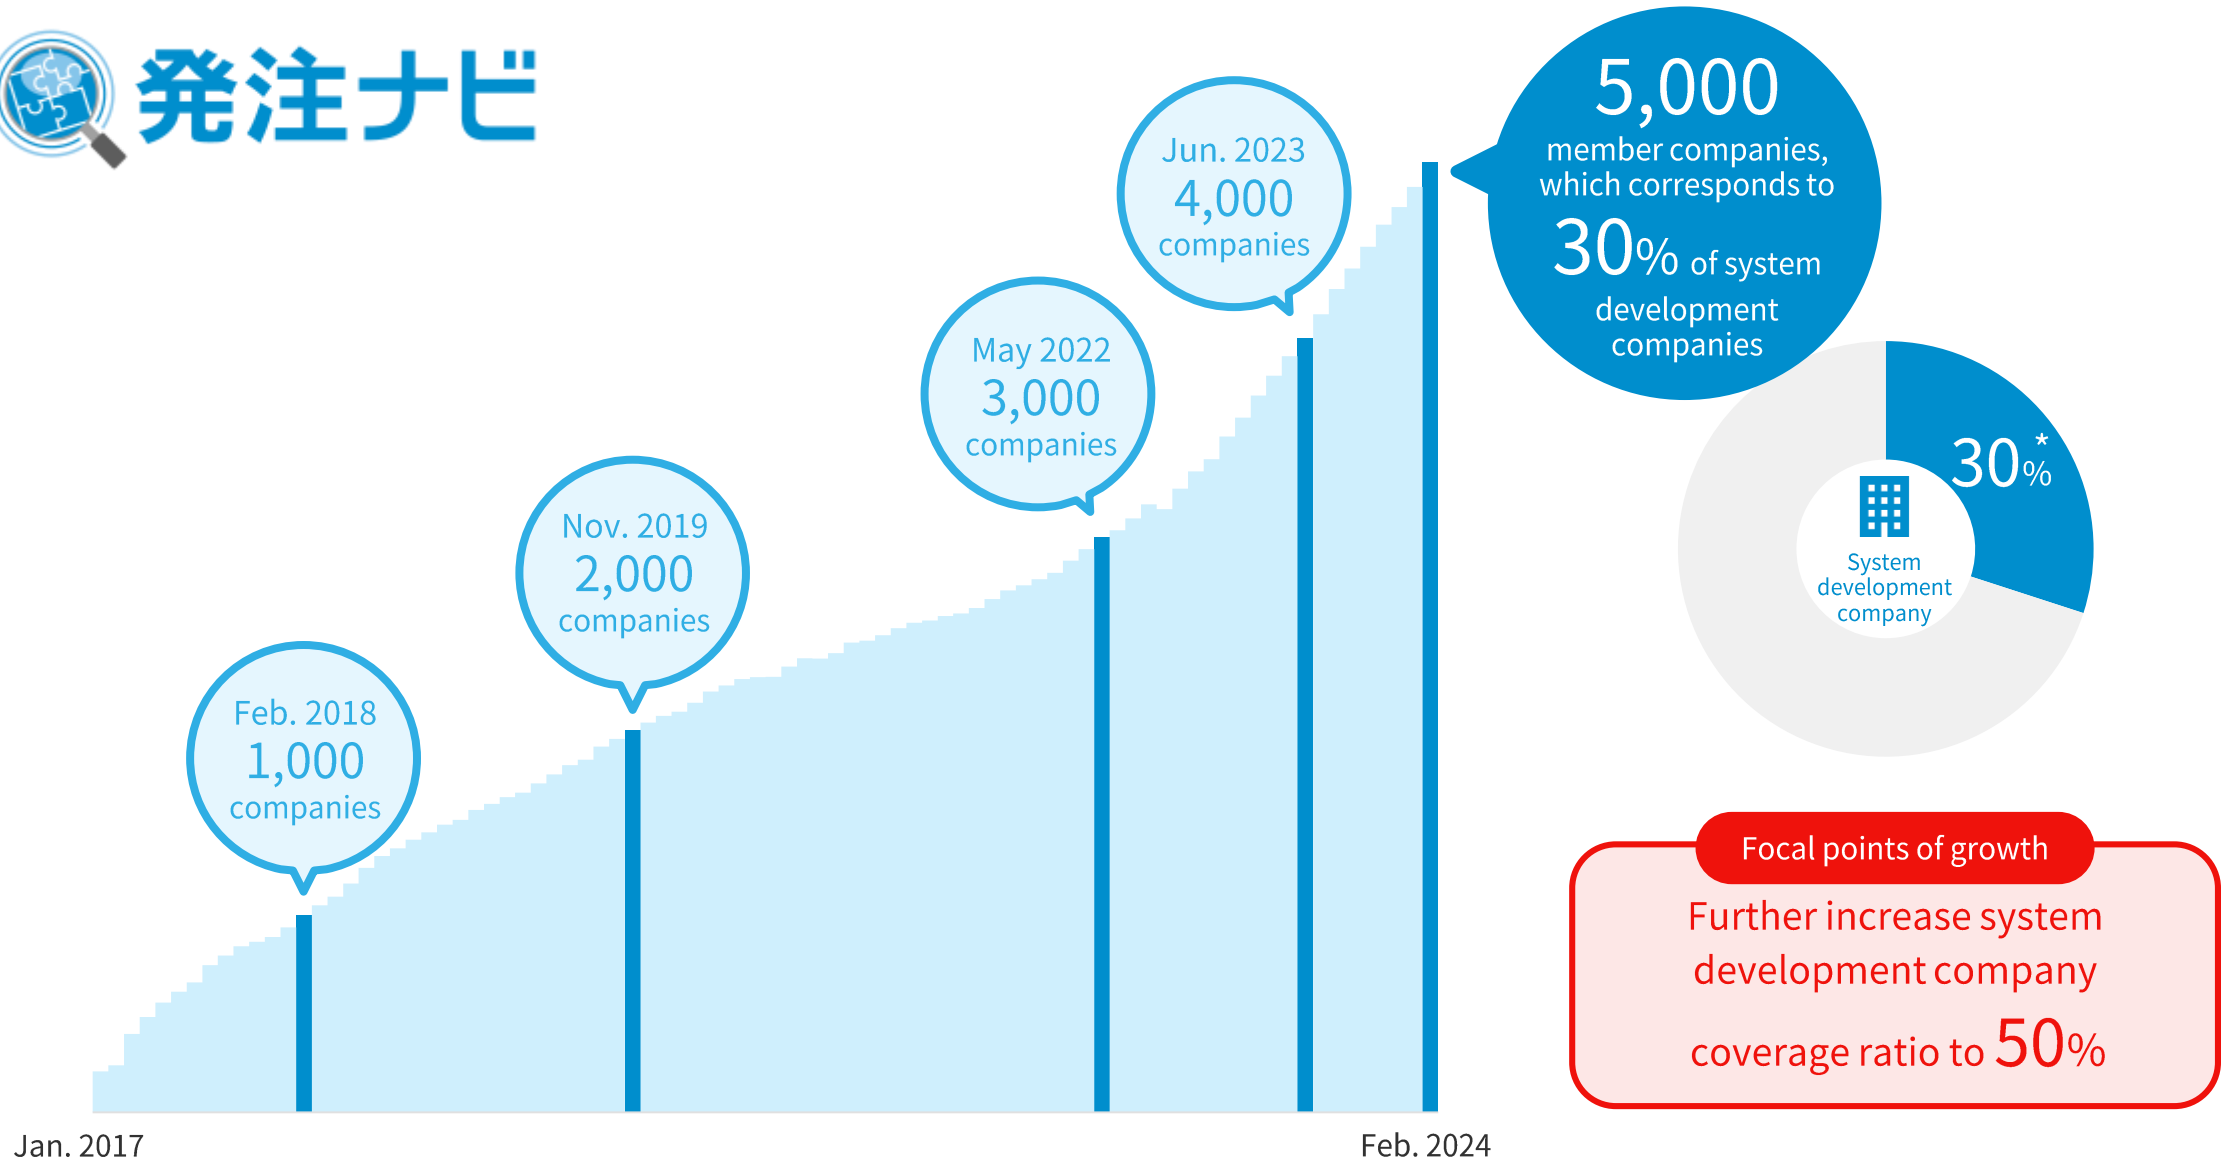 発注ナビ
Feb. 2018
1,000
companies
Nov. 2019
2,000
companies
May 2022
3,000
companies
Jun. 2023
4,000
companies
5,000
member companies,
which corresponds to
30% of system
development
companies
30%*
System
development
company
Focal points of growth
Further increase system
development company
coverage ratio to 50%
Jan. 2017
Feb. 2024